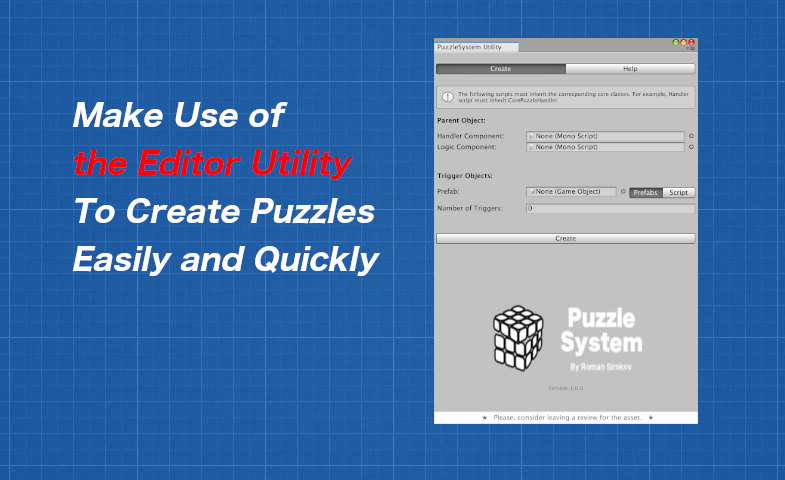 Make Use of
the Editor Utility
To Create Puzzles
Easily and Quickly
PuzzleSystem Utility
Create
Help
The following scripts must inherit the corresponding core classes. For example, Handler
script must inherit CorePuzzleHandler.
Parent Object:
Handler Component:
None (Mono Script)
Logic Component:
None (Mono Script)
Trigger Objects:
Prefab:
None (Game Object)
Prefabs
Script
Number of Triggers:
0
Create
Puzzle
System
By Roman Sirokov
Version 1.0.0
★ Please, consider leaving a review for the asset. ★